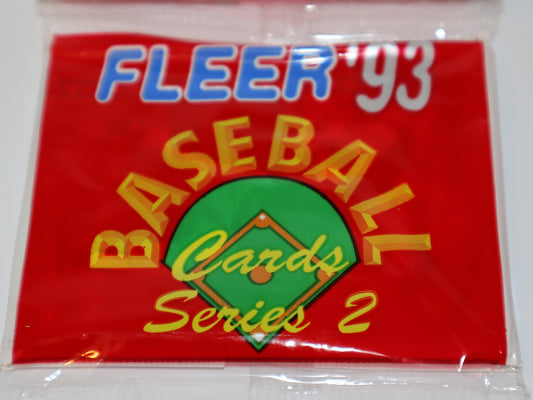 FLEER '93
BASEBALL
Cards
Series 2